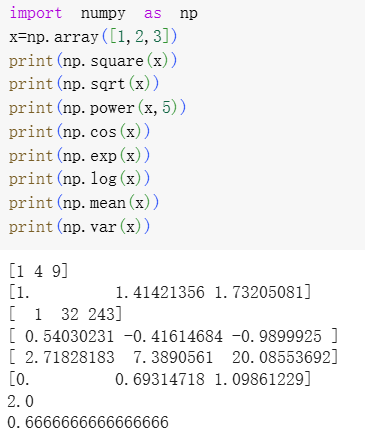 import  numpy  as  np
x=np.array([1,2,3])
print(np.square(x))
print(np.sqrt(x))
print(np.power(x,5))
print(np.cos(x))
print(np.exp(x))
print(np.log(x))
print(np.mean(x))
print(np.var(x))
[1 4 9]
[1.         1.41421356 1.73205081]
[  1  32 243]
[ 0.54030231 -0.41614684 -0.9899925 ]
[ 2.71828183  7.3890561  20.08553692]
[0.         0.69314718 1.09861229]
2.0
0.6666666666666666